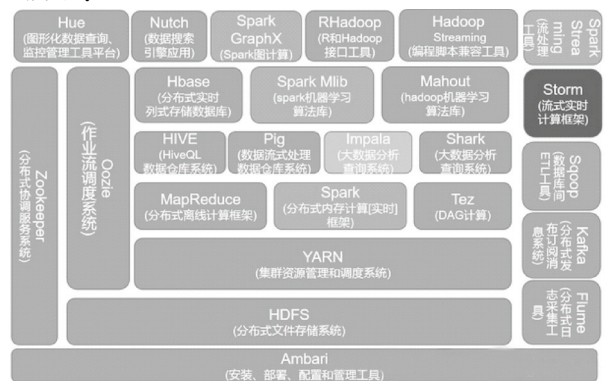 Hue
(图形化数据查询、
监控管理工具平台)
Nutch
(数据搜索
引擎应用)
Spark
GraphX
(Spark图计算)
RHadoop
(R和Hadoop
接口工具)
Hadoop
Streaming
(编程脚本兼容工具)
Spark
Strea
ming
(流处理
工具)
Zookeeper
(分布式协调服务系统)
Oozie
(作业流调度系统)
Hbase
(分布式实时
列式存储数据库)
Spark Mlib
(spark机器学习
算法库)
Mahout
(hadoop机器学习
算法库)
Storm
(流式实时
计算框架)
HIVE
(HiveQL
数据仓库系统)
Pig
(数据流式处理
数据仓库系统)
Impala
(大数据分析
查询系统)
Shark
(大数据分析
查询系统)
Sqoop
(数据库间
ETL工具)
MapReduce
(分布式离线计算框架)
Spark
(分布式内存计算[实时]
框架)
Tez
(DAG计算)
Kafka
(分布式发
布订阅消
息系统)
YARN
(集群资源管理和调度系统)
HDFS
(分布式文件存储系统)
Flume
(分布式日
志采集工
具)
Ambari
(安装、部署、配置和管理工具)